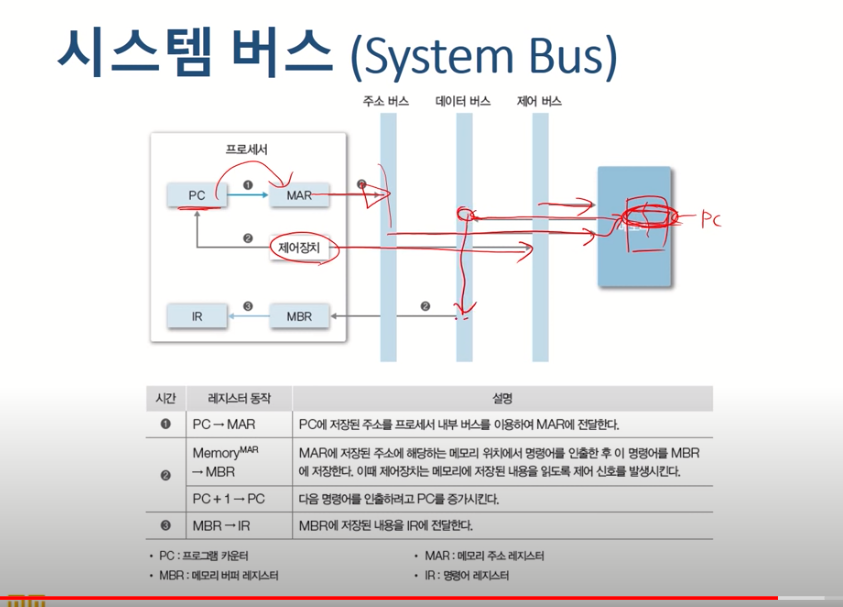 시스템 버스 (System Bus)
주소 버스 데이터 버스 제어 버스
프로세서
PC ❶ MAR ❷
PC
❷ 제어장치
IR ❸ MBR ❷
시간 레지스터 동작 설명
❶ PC → MAR PC에 저장된 주소를 프로세서 내부 버스를 이용하여 MAR에 전달한다.
❷ Memory^MAR MAR에 저장된 주소에 해당하는 메모리 위치에서 명령어를 인출한 후 이 명령어를 MBR
→ MBR 에 저장한다. 이때 제어장치는 메모리에 저장된 내용을 읽도록 제어 신호를 발생시킨다.
PC + 1 → PC 다음 명령어를 인출하려고 PC를 증가시킨다.
❸ MBR → IR MBR에 저장된 내용을 IR에 전달한다.
• PC : 프로그램 카운터 • MAR : 메모리 주소 레지스터
• MBR : 메모리 버퍼 레지스터 • IR : 명령어 레지스터